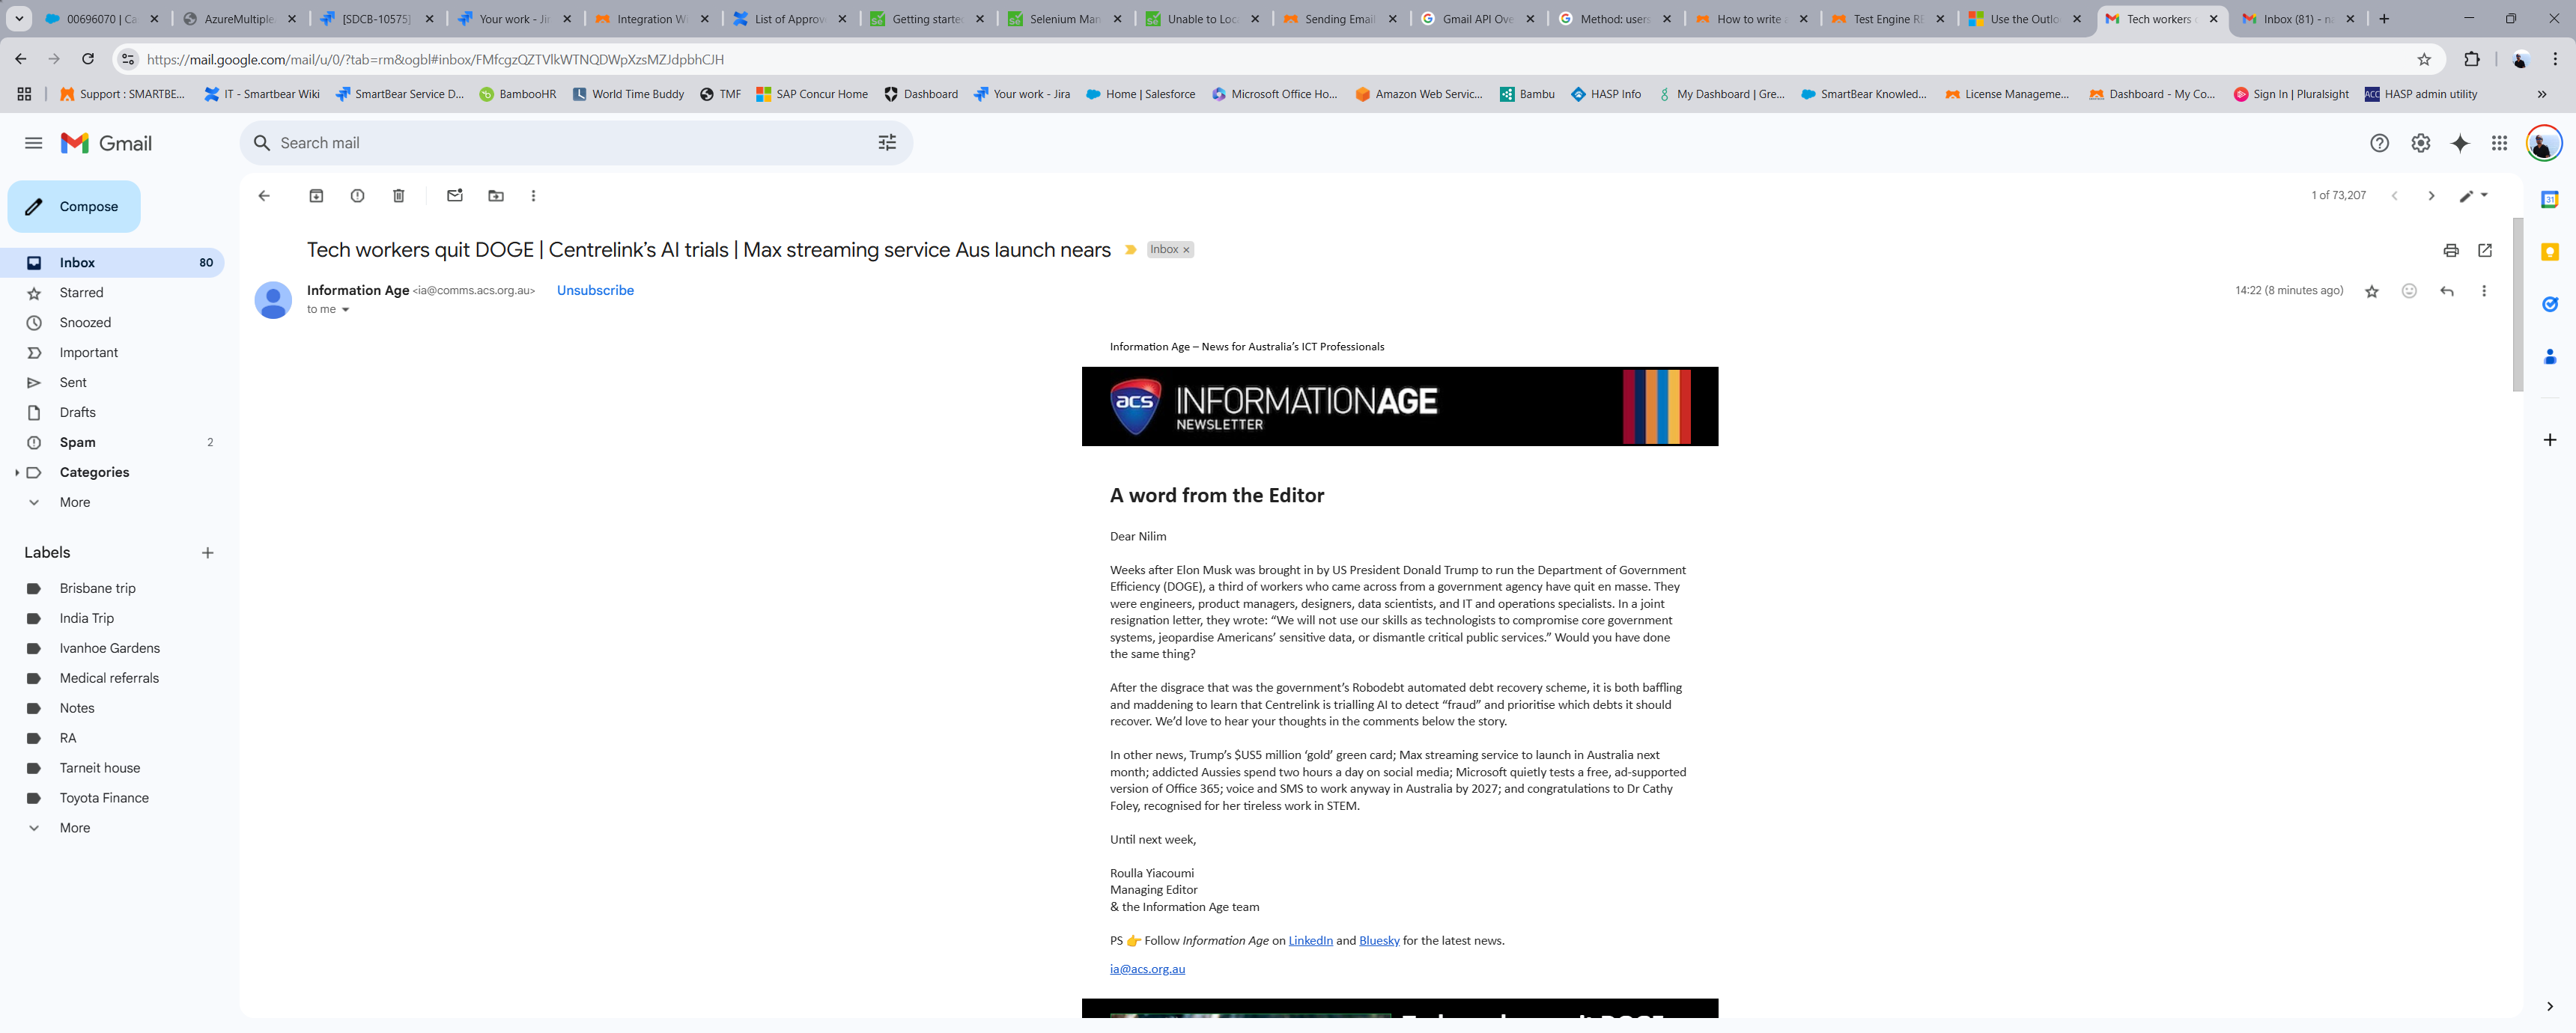 00696070 | Ca
AzureMultiple
[SDCB-10575]
Your work - Jir
Integration Wi
List of Approv
Getting starte
Selenium Man
Unable to Loc
Sending Email
Gmail API Ove
Method: users
How to write a
Test Engine RE
Use the Outlo
Tech workers
Inbox (81) - na
https://mail.google.com/mail/u/0/?tab=rm&ogbl#inbox/FMfcgzQZTVlkWTNQDWpXzsMZJdpbhCJH
Support : SMARTBE...
IT - Smartbear Wiki
SmartBear Service D...
BambooHR
World Time Buddy
TMF
SAP Concur Home
Dashboard
Your work - Jira
Home | Salesforce
Microsoft Office Ho...
Amazon Web Servic...
Bambu
HASP Info
My Dashboard | Gre...
SmartBear Knowled...
License Manageme...
Dashboard - My Co...
Sign In | Pluralsight
ACC
HASP admin utility
Gmail
Search mail
Compose
1 of 73,207
31
Inbox 80
Starred
Snoozed
Important
Sent
Drafts
Spam 2
Categories
More
Labels
Brisbane trip
India Trip
Ivanhoe Gardens
Medical referrals
Notes
RA
Tarneit house
Toyota Finance
More
Tech workers quit DOGE | Centrelink’s AI trials | Max streaming service Aus launch nears
Inbox
Information Age <ia@comms.acs.org.au> Unsubscribe
14:22 (8 minutes ago)
to me
Information Age – News for Australia’s ICT Professionals
acs
INFORMATIONAGE
NEWSLETTER
A word from the Editor
Dear Nilim
Weeks after Elon Musk was brought in by US President Donald Trump to run the Department of Government
Efficiency (DOGE), a third of workers who came across from a government agency have quit en masse. They
were engineers, product managers, designers, data scientists, and IT and operations specialists. In a joint
resignation letter, they wrote: “We will not use our skills as technologists to compromise core government
systems, jeopardise Americans’ sensitive data, or dismantle critical public services.” Would you have done
the same thing?
After the disgrace that was the government’s Robodebt automated debt recovery scheme, it is both baffling
and maddening to learn that Centrelink is trialling AI to detect “fraud” and prioritise which debts it should
recover. We’d love to hear your thoughts in the comments below the story.
In other news, Trump’s $US5 million ‘gold’ green card; Max streaming service to launch in Australia next
month; addicted Aussies spend two hours a day on social media; Microsoft quietly tests a free, ad-supported
version of Office 365; voice and SMS to work anyway in Australia by 2027; and congratulations to Dr Cathy
Foley, recognised for her tireless work in STEM.
Until next week,
Roulla Yiacoumi
Managing Editor
& the Information Age team
PS 👉 Follow Information Age on LinkedIn and Bluesky for the latest news.
ia@acs.org.au